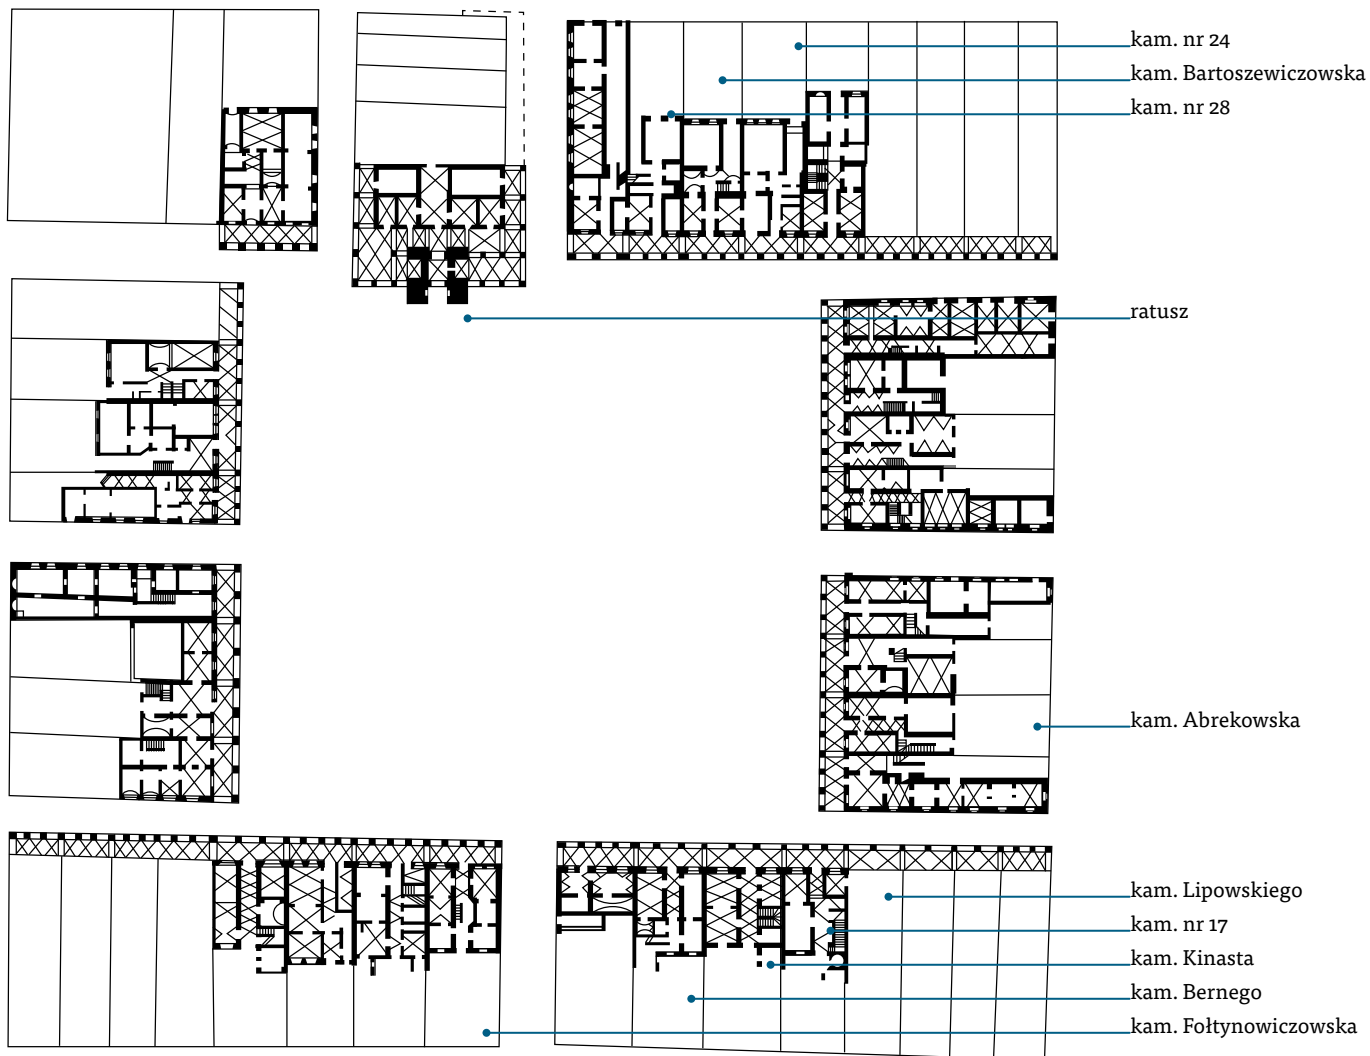 kam. nr 24
kam. Bartoszewiczowska
kam. nr 28
ratusz
kam. Abrekowska
kam. Lipowskiego
kam. nr 17
kam. Kinasta
kam. Bernego
kam. Fołtynowiczowska